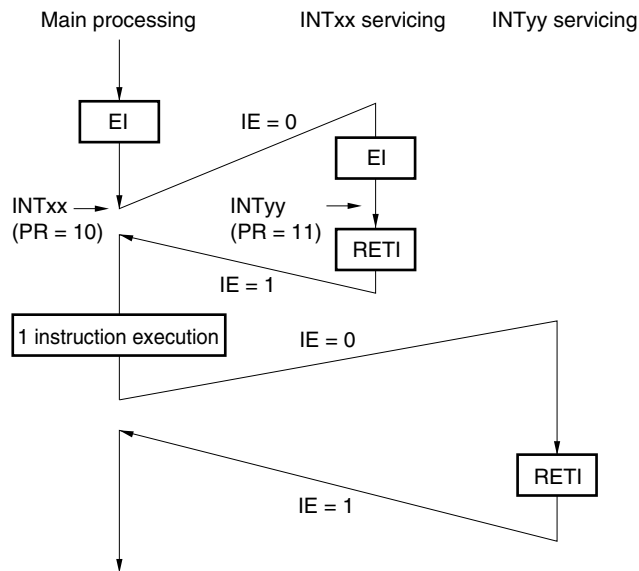 Main processing
INTxx servicing
INTyy servicing
EI
IE = 0
EI
INTxx
(PR = 10)
INTyy
(PR = 11)
RETI
IE = 1
1 instruction execution
IE = 0
RETI
IE = 1